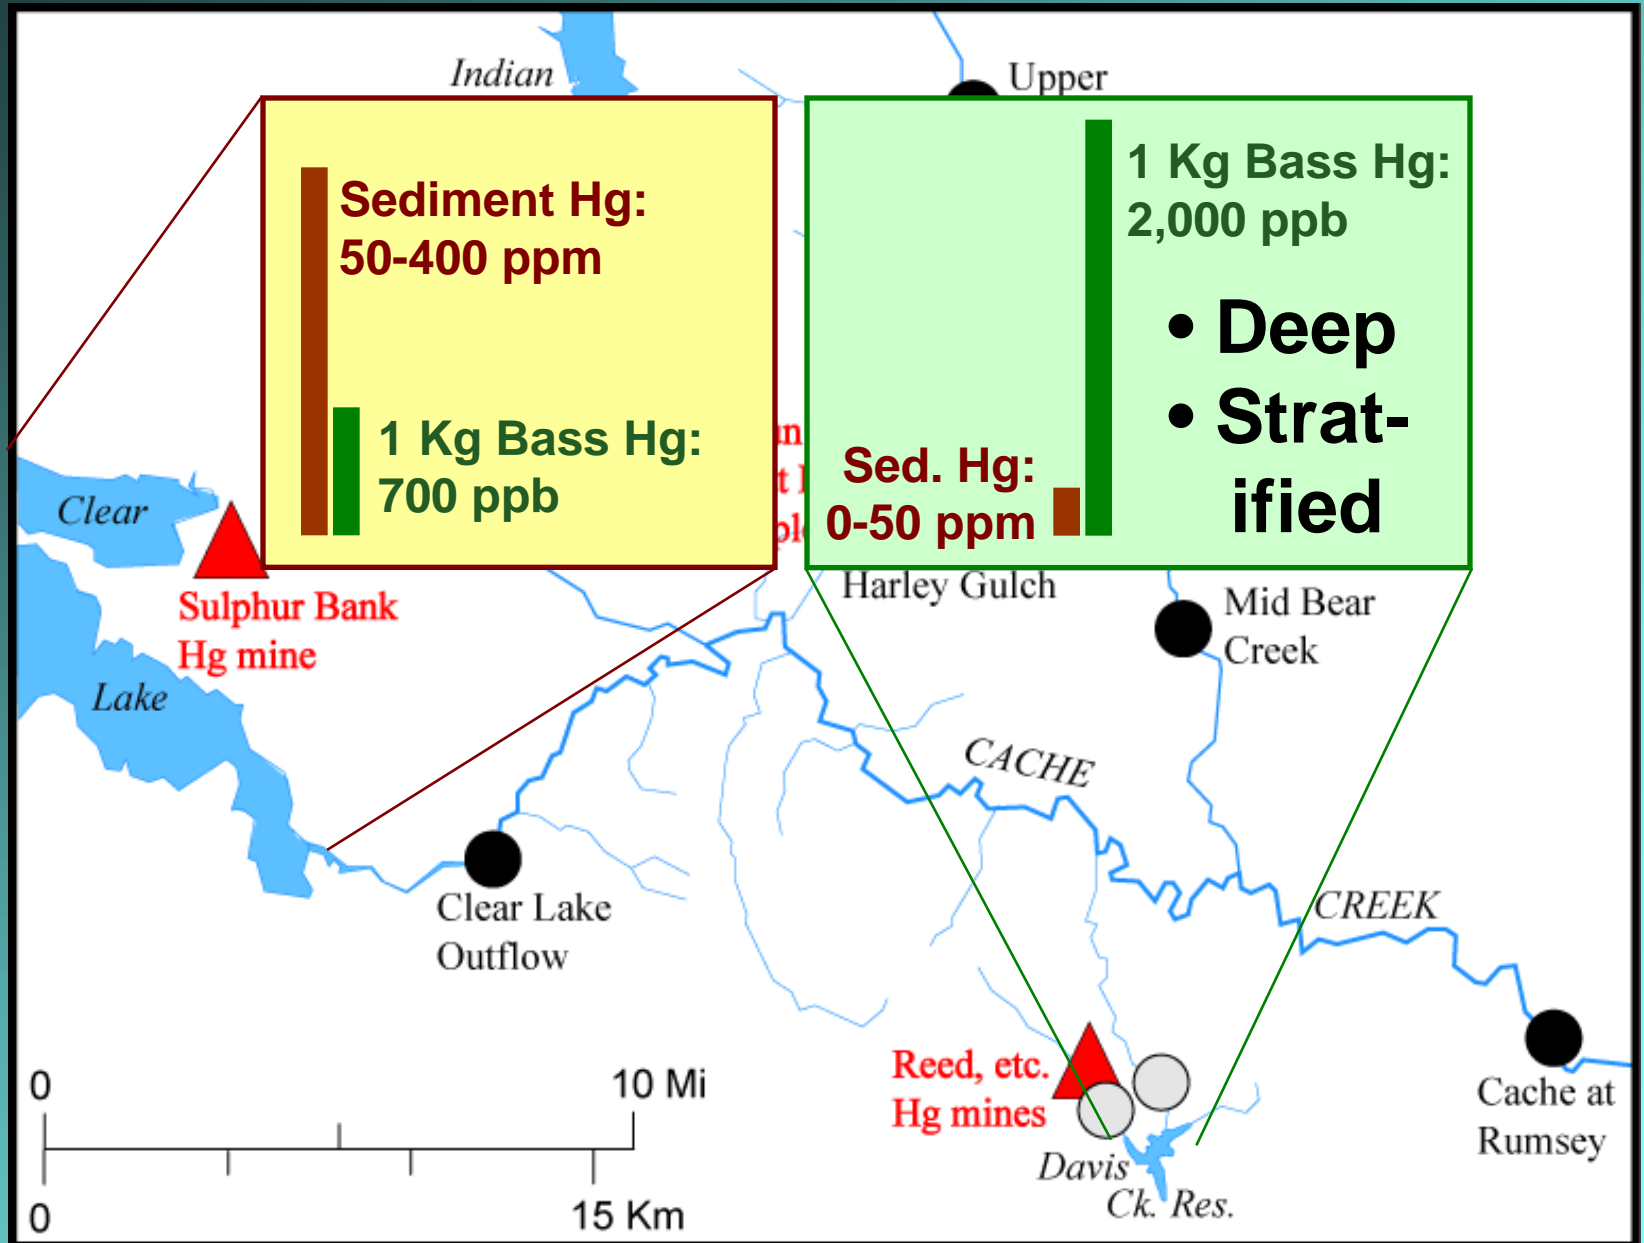 Indian
Upper
Sediment Hg:
50-400 ppm
1 Kg Bass Hg:
700 ppb
1 Kg Bass Hg:
2,000 ppb
• Deep
• Strat-
ified
Sed. Hg:
0-50 ppm
Clear
Sulphur Bank
Hg mine
Lake
Harley Gulch
Mid Bear
Creek
CACHE
CREEK
Clear Lake
Outflow
Reed, etc.
Hg mines
Davis
Ck. Res.
Cache at
Rumsey
0
10 Mi
0
15 Km